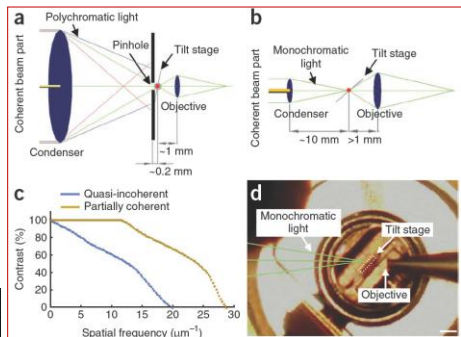 a
Polychromatic light
Coherent beam part
Pinhole
Tilt stage
Objective
Condenser
~1 mm
~0.2 mm
b
Coherent beam part
Monochromatic
light
Tilt stage
Condenser
Objective
~10 mm
>1 mm
c
Quasi-incoherent
Partially coherent
Contrast (%)
100
80
60
40
20
0
0
5
10
15
20
25
30
Spatial frequency (μm⁻¹)
d
Monochromatic
light
Tilt stage
Objective